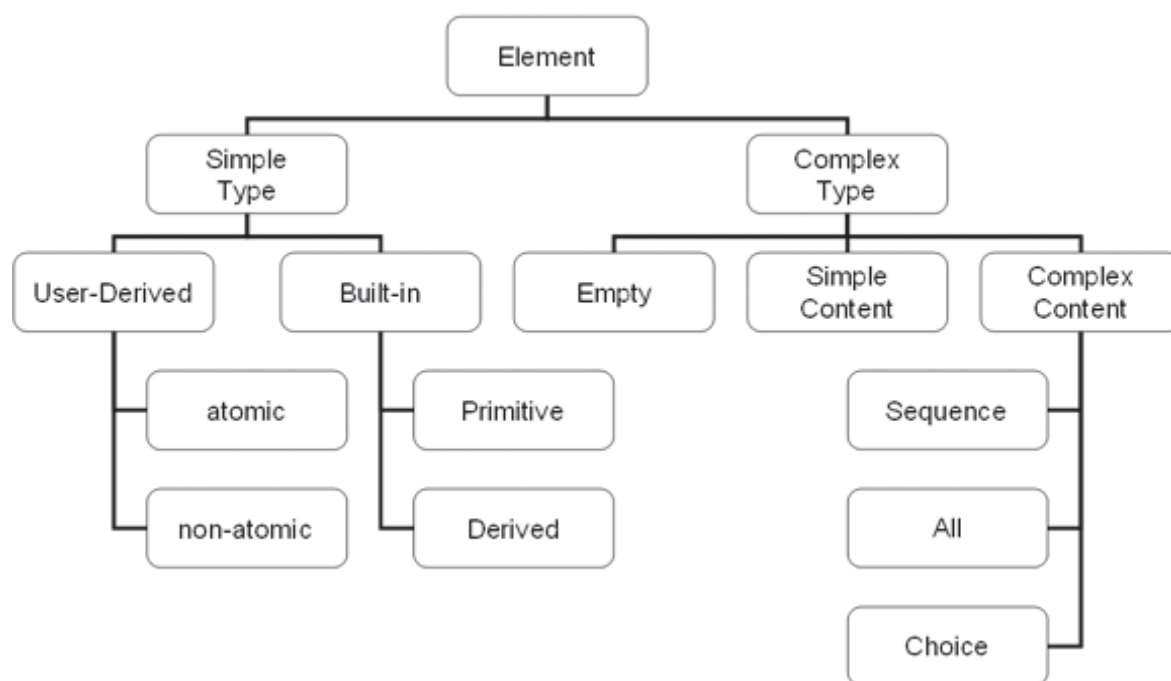 Element
Simple
Type
Complex
Type
User-Derived
Built-in
Empty
Simple
Content
Complex
Content
atomic
Primitive
Sequence
non-atomic
Derived
All
Choice